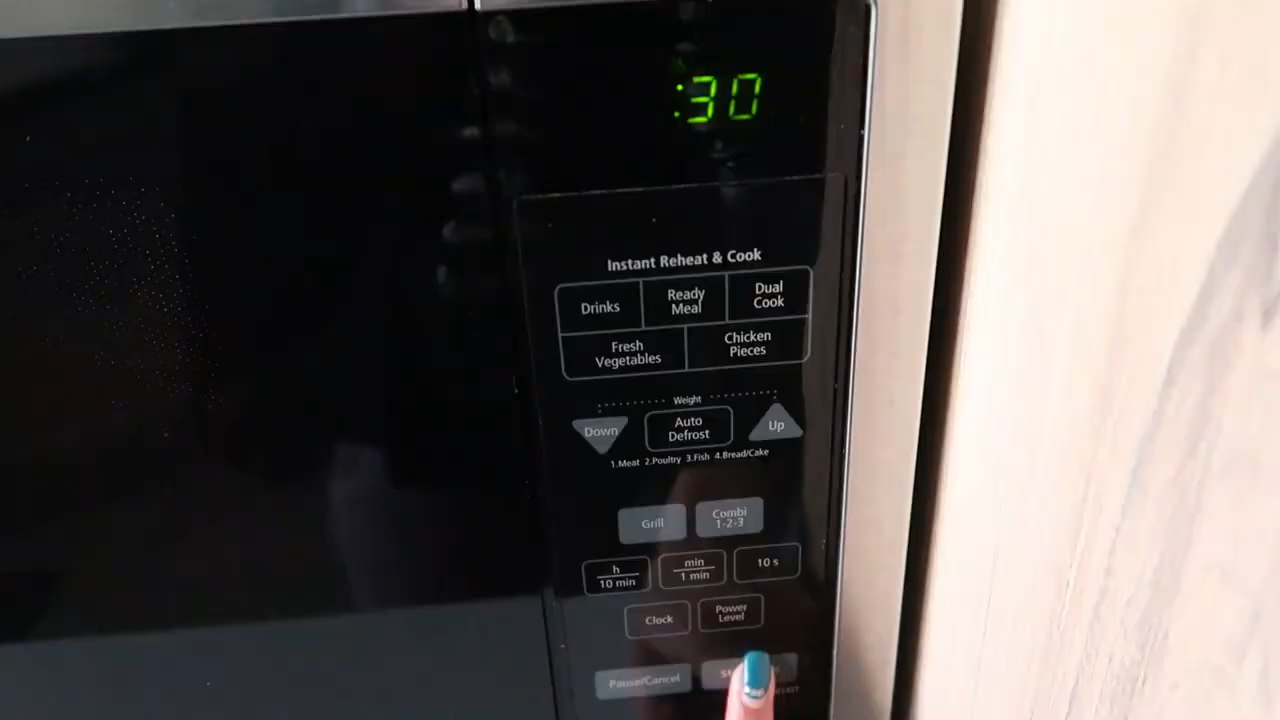 :30
Instant Reheat & Cook
Drinks
Ready
Meal
Dual
Cook
Fresh
Vegetables
Chicken
Pieces
Weight
Down
Auto
Defrost
Up
1.Meat 2.Poultry 3.Fish 4.Bread/Cake
Grill
Combi
1-2-3
h
10 min
min
1 min
10 s
Clock
Power
Level
Pause/Cancel